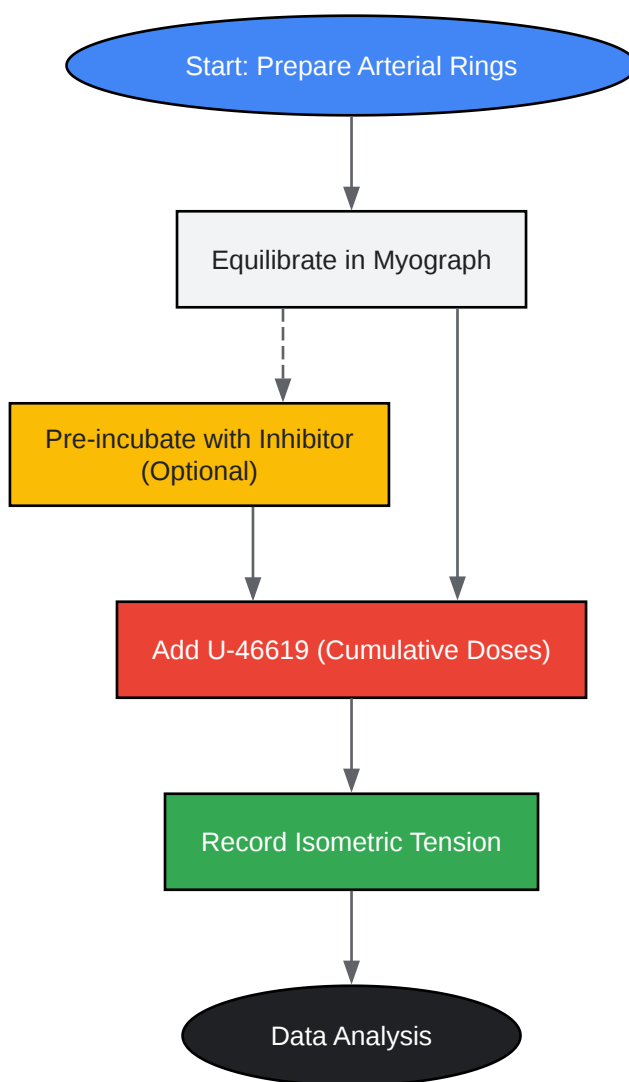 Start: Prepare Arterial Rings
Equilibrate in Myograph
Pre-incubate with Inhibitor
(Optional)
Add U-46619 (Cumulative Doses)
Record Isometric Tension
Data Analysis